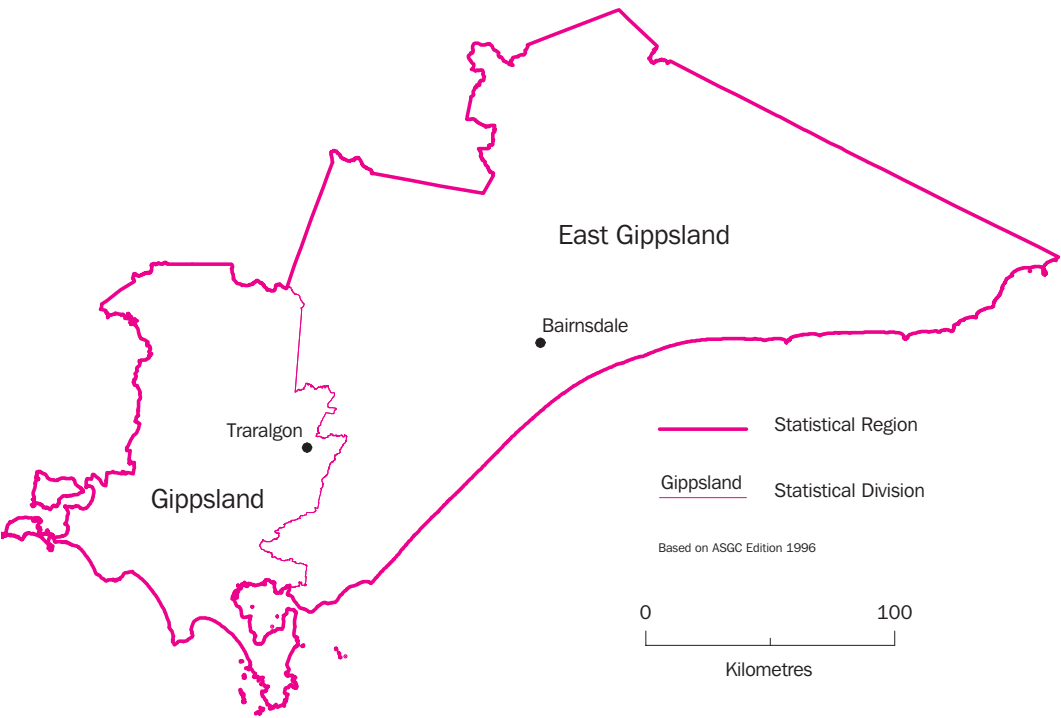 East Gippsland
Bairnsdale
Traralgon
Gippsland
Statistical Region
Gippsland
Statistical Division
Based on ASGC Edition 1996
0 100
Kilometres